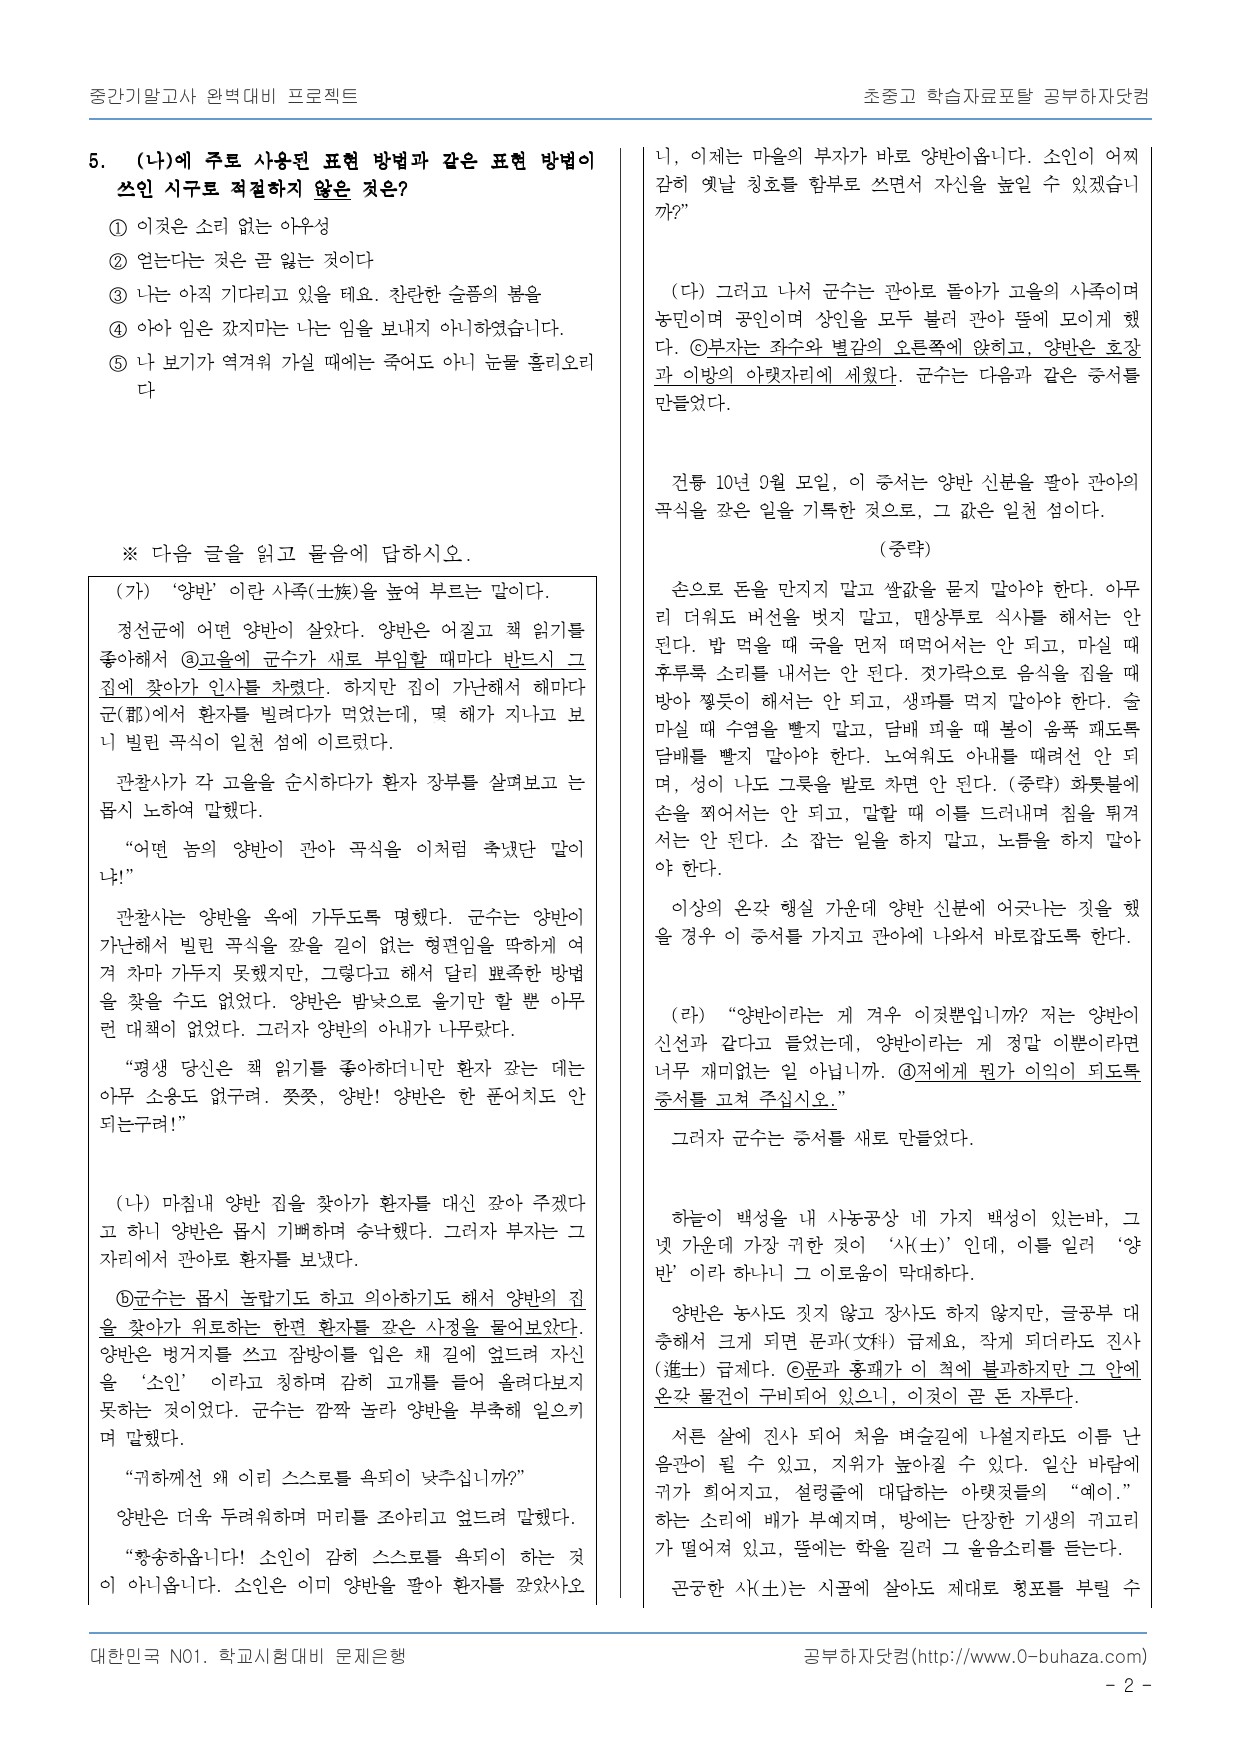 중간기말고사 완벽대비 프로젝트
초중고 학습자료포탈 공부하자닷컴
5. (나)에 주로 사용된 표현 방법과 같은 표현 방법이
쓰인 시구로 적절하지 않은 것은?
① 이것은 소리 없는 아우성
② 얻는다는 것은 곧 잃는 것이다
③ 나는 아직 기다리고 있을 테요. 찬란한 슬픔의 봄을
④ 아아 임은 갔지마는 나는 임을 보내지 아니하였습니다.
⑤ 나 보기가 역겨워 가실 때에는 죽어도 아니 눈물 흘리오리
다
※ 다음 글을 읽고 물음에 답하시오.
(가) ‘양반’이란 사족(士族)을 높여 부르는 말이다.
정선군에 어떤 양반이 살았다. 양반은 어질고 책 읽기를
좋아해서 ⓐ고을에 군수가 새로 부임할 때마다 반드시 그
집에 찾아가 인사를 차렸다. 하지만 집이 가난해서 해마다
군(郡)에서 환자를 빌려다가 먹었는데, 몇 해가 지나고 보
니 빌린 곡식이 일천 섬에 이르렀다.
관찰사가 각 고을을 순시하다가 환자 장부를 살펴보고 는
몹시 노하여 말했다.
“어떤 놈의 양반이 관아 곡식을 이처럼 축냈단 말이
냐!”
관찰사는 양반을 옥에 가두도록 명했다. 군수는 양반이
가난해서 빌린 곡식을 갚을 길이 없는 형편임을 딱하게 여
겨 차마 가두지 못했지만, 그렇다고 해서 달리 뾰족한 방법
을 찾을 수도 없었다. 양반은 밤낮으로 울기만 할 뿐 아무
런 대책이 없었다. 그러자 양반의 아내가 나무랐다.
“평생 당신은 책 읽기를 좋아하더니만 환자 갚는 데는
아무 소용도 없구려. 쯧쯧, 양반! 양반은 한 푼어치도 안
되는구려!”
(나) 마침내 양반 집을 찾아가 환자를 대신 갚아 주겠다
고 하니 양반은 몹시 기뻐하며 승낙했다. 그러자 부자는 그
자리에서 관아로 환자를 보냈다.
ⓑ군수는 몹시 놀랍기도 하고 의아하기도 해서 양반의 집
을 찾아가 위로하는 한편 환자를 갚은 사정을 물어보았다.
양반은 벙거지를 쓰고 잠방이를 입은 채 길에 엎드려 자신
을 ‘소인’ 이라고 칭하며 감히 고개를 들어 올려다보지
못하는 것이었다. 군수는 깜짝 놀라 양반을 부축해 일으키
며 말했다.
“귀하께선 왜 이리 스스로를 욕되이 낮추십니까?”
양반은 더욱 두려워하며 머리를 조아리고 엎드려 말했다.
“황송하옵니다! 소인이 감히 스스로를 욕되이 하는 것
이 아니옵니다. 소인은 이미 양반을 팔아 환자를 갚았사오
니, 이제는 마을의 부자가 바로 양반이옵니다. 소인이 어찌
감히 옛날 칭호를 함부로 쓰면서 자신을 높일 수 있겠습니
까?”
(다) 그러고 나서 군수는 관아로 돌아가 고을의 사족이며
농민이며 공인이며 상인을 모두 불러 관아 뜰에 모이게 했
다. ⓒ부자는 좌수와 별감의 오른쪽에 앉히고, 양반은 호장
과 이방의 아랫자리에 세웠다. 군수는 다음과 같은 증서를
만들었다.
건륭 10년 9월 모일, 이 증서는 양반 신분을 팔아 관아의
곡식을 갚은 일을 기록한 것으로, 그 값은 일천 섬이다.
(중략)
손으로 돈을 만지지 말고 쌀값을 묻지 말아야 한다. 아무
리 더워도 버선을 벗지 말고, 맨상투로 식사를 해서는 안
된다. 밥 먹을 때 국을 먼저 떠먹어서는 안 되고, 마실 때
후루룩 소리를 내서는 안 된다. 젓가락으로 음식을 집을 때
방아 찧듯이 해서는 안 되고, 생파를 먹지 말아야 한다. 술
마실 때 수염을 빨지 말고, 담배 피울 때 볼이 움푹 패도록
담배를 빨지 말아야 한다. 노여워도 아내를 때려선 안 되
며, 성이 나도 그릇을 발로 차면 안 된다. (중략) 화롯불에
손을 쬐어서는 안 되고, 말할 때 이를 드러내며 침을 튀겨
서는 안 된다. 소 잡는 일을 하지 말고, 노름을 하지 말아
야 한다.
이상의 온갖 행실 가운데 양반 신분에 어긋나는 짓을 했
을 경우 이 증서를 가지고 관아에 나와서 바로잡도록 한다.
(라) “양반이라는 게 겨우 이것뿐입니까? 저는 양반이
신선과 같다고 들었는데, 양반이라는 게 정말 이뿐이라면
너무 재미없는 일 아닙니까. ⓓ저에게 뭔가 이익이 되도록
증서를 고쳐 주십시오.”
그러자 군수는 증서를 새로 만들었다.
하늘이 백성을 내 사농공상 네 가지 백성이 있는바, 그
넷 가운데 가장 귀한 것이 ‘사(士)’인데, 이를 일러 ‘양
반’이라 하나니 그 이로움이 막대하다.
양반은 농사도 짓지 않고 장사도 하지 않지만, 글공부 대
충해서 크게 되면 문과(文科) 급제요, 작게 되더라도 진사
(進士) 급제다. ⓔ문과 홍패가 이 척에 불과하지만 그 안에
온갖 물건이 구비되어 있으니, 이것이 곧 돈 자루다.
서른 살에 진사 되어 처음 벼슬길에 나설지라도 이름 난
음관이 될 수 있고, 지위가 높아질 수 있다. 일산 바람에
귀가 희어지고, 설렁줄에 대답하는 아랫것들의 “예이.”
하는 소리에 배가 부예지며, 방에는 단장한 기생의 귀고리
가 떨어져 있고, 뜰에는 학을 길러 그 울음소리를 듣는다.
곤궁한 사(士)는 시골에 살아도 제대로 횡포를 부릴 수
대한민국 N01. 학교시험대비 문제은행
공부하자닷컴(http://www.0-buhaza.com)
- 2 -